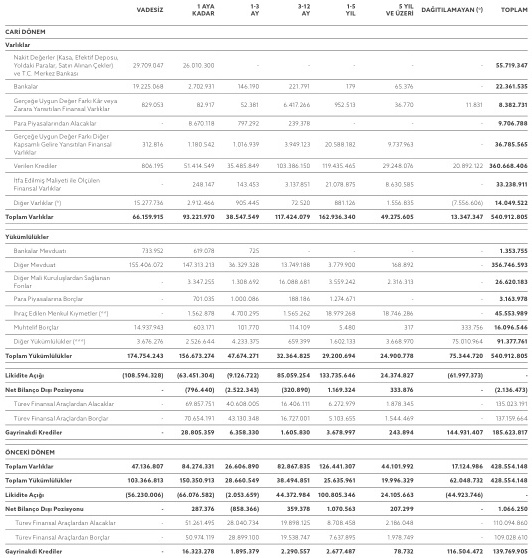 VADESİZ 1 AYA KADAR 1-3 AY 3-12 AY 1-5 YIL 5 YIL VE ÜZERİ DAĞITILAMAYAN (*) TOPLAM
CARİ DÖNEM
Varlıklar
Nakit Değerler (Kasa, Efektif Deposu,
Yoldaki Paralar, Satın Alınan Çekler) 29.709.047 26.010.300 - - - - - 55.719.347
ve T.C. Merkez Bankası
Bankalar 19.225.068 2.702.931 146.190 221.791 179 65.376 - 22.361.535
Gerçeğe Uygun Değer Farkı Kâr veya
Zarara Yansıtılan Finansal Varlıklar 829.053 82.917 52.381 6.417.266 952.513 36.770 11.831 8.382.731
Para Piyasalarından Alacaklar - 8.670.118 797.292 239.378 - - - 9.706.788
Gerçeğe Uygun Değer Farkı Diğer
Kapsamlı Gelire Yansıtılan Finansal 312.816 1.180.542 1.016.939 3.949.123 20.588.182 9.737.963 - 36.785.565
Varlıklar
Verilen Krediler 806.195 51.414.549 35.485.849 103.386.150 119.435.465 29.248.076 20.892.122 360.668.406
İtfa Edilmiş Maliyeti ile Ölçülen
Finansal Varlıklar - 248.147 143.453 3.137.851 21.078.875 8.630.585 - 33.238.911
Diğer Varlıklar (*) 15.277.736 2.912.466 905.445 72.520 881.126 1.556.835 (7.556.606) 14.049.522
Toplam Varlıklar 66.159.915 93.221.970 38.547.549 117.424.079 162.936.340 49.275.605 13.347.347 540.912.805
Yükümlülükler
Bankalar Mevduatı 733.952 619.078 725 - - - - 1.353.755
Diğer Mevduat 155.406.072 147.313.213 36.329.328 13.749.188 3.779.900 168.892 - 356.746.593
Diğer Mali Kuruluşlardan Sağlanan
Fonlar - 3.347.255 1.308.692 16.088.681 3.559.242 2.316.313 - 26.620.183
Para Piyasalarına Borçlar - 701.035 1.000.086 188.186 1.274.671 - - 3.163.978
İhraç Edilen Menkul Kıymetler (**) - 1.562.878 4.700.295 1.565.262 18.979.268 18.746.286 - 45.553.989
Muhtelif Borçlar 14.937.943 603.171 101.770 114.109 5.480 317 333.756 16.096.546
Diğer Yükümlülükler (***) 3.676.276 2.526.644 4.233.375 659.399 1.602.133 3.668.970 75.010.964 91.377.761
Toplam Yükümlülükler 174.754.243 156.673.274 47.674.271 32.364.825 29.200.694 24.900.778 75.344.720 540.912.805
Likidite Açığı (108.594.328) (63.451.304) (9.126.722) 85.059.254 133.735.646 24.374.827 (61.997.373) -
Net Bilanço Dışı Pozisyonu - (796.440) (2.522.343) (320.890) 1.169.324 333.876 - (2.136.473)
Türev Finansal Araçlardan Alacaklar - 69.857.751 40.608.005 16.406.111 6.272.979 1.878.345 - 135.023.191
Türev Finansal Araçlardan Borçlar - 70.654.191 43.130.348 16.727.001 5.103.655 1.544.469 - 137.159.664
Gayrinakdi Krediler - 28.805.359 6.358.330 1.605.830 3.678.997 243.894 144.931.407 185.623.817
ÖNCEKİ DÖNEM
Toplam Varlıklar 47.136.807 84.274.331 26.606.890 82.867.835 126.441.307 44.101.992 17.124.986 428.554.148
Toplam Yükümlülükler 103.366.813 150.350.913 28.660.549 38.494.851 25.635.961 19.996.329 62.048.732 428.554.148
Likidite Açığı (56.230.006) (66.076.582) (2.053.659) 44.372.984 100.805.346 24.105.663 (44.923.746) -
Net Bilanço Dışı Pozisyonu - 287.376 (858.366) 359.378 1.070.563 207.299 - 1.066.250
Türev Finansal Araçlardan Alacaklar - 51.261.495 28.040.734 19.898.125 8.708.458 2.186.048 - 110.094.860
Türev Finansal Araçlardan Borçlar - 50.974.119 28.899.100 19.538.747 7.637.895 1.978.749 - 109.028.610
Gayrinakdi Krediler - 16.323.278 1.895.379 2.290.557 2.677.487 78.732 116.504.472 139.769.905